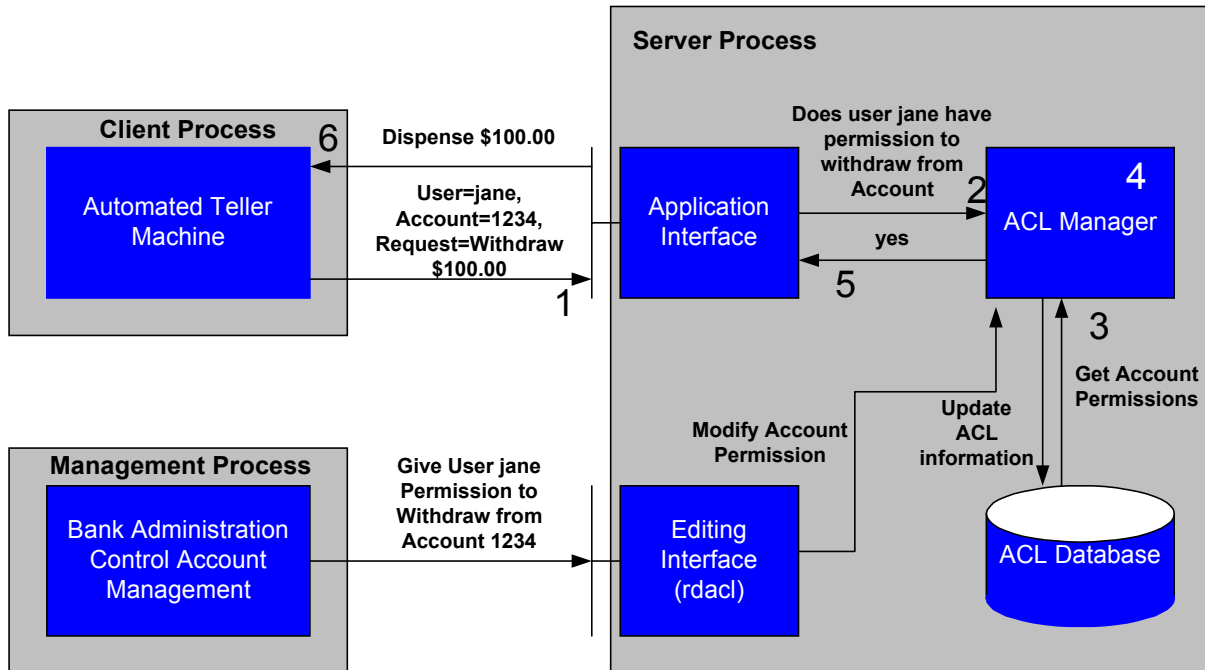 Server Process
Client Process
6
Automated Teller
Machine
Dispense $100.00
User=jane,
Account=1234,
Request=Withdraw
$100.00
1
Application
Interface
Does user jane have
permission to
withdraw from
Account
2
yes
5
4
ACL Manager
3
Get Account
Permissions
Update
ACL
information
Modify Account
Permission
Management Process
Bank Administration
Control Account
Management
Give User jane
Permission to
Withdraw from
Account 1234
Editing
Interface
(rdacl)
ACL Database